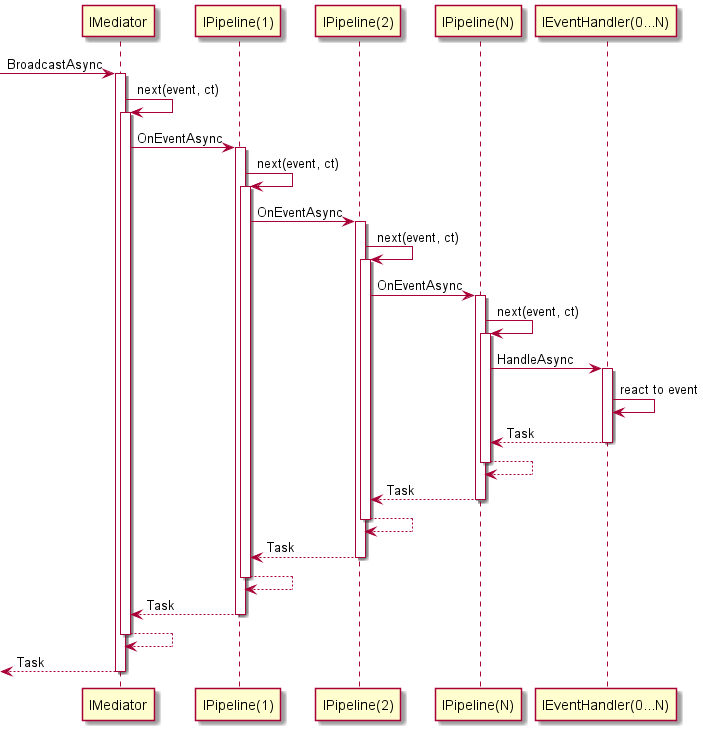 IMediator
IPipeline(1)
IPipeline(2)
IPipeline(N)
IEventHandler(0...N)
BroadcastAsync
next(event, ct)
OnEventAsync
next(event, ct)
OnEventAsync
next(event, ct)
OnEventAsync
next(event, ct)
HandleAsync
react to event
Task
Task
Task
Task
Task
IMediator
IPipeline(1)
IPipeline(2)
IPipeline(N)
IEventHandler(0...N)